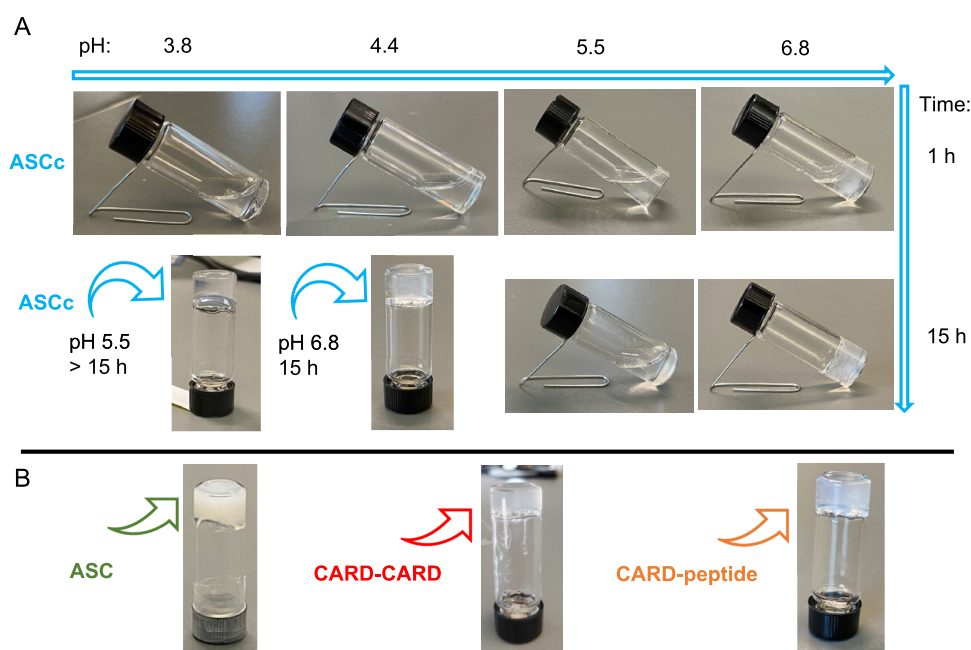 A
pH: 3.8 4.4 5.5 6.8
Time:
ASCc
1 h
ASCc
pH 5.5
> 15 h
pH 6.8
15 h
15 h
B
ASC
CARD-CARD
CARD-peptide